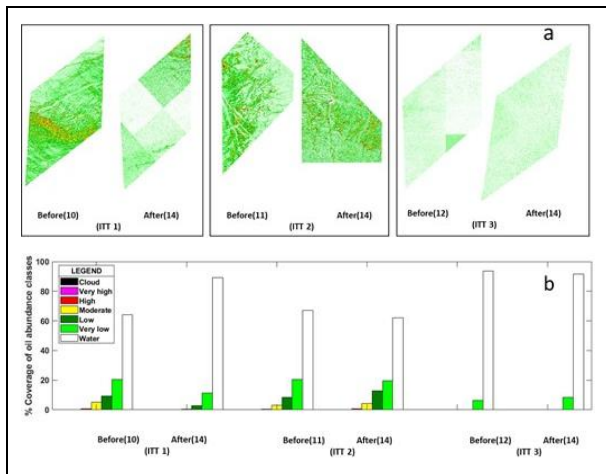 a
Before(10) After(14) Before(11) After(14) Before(12) After(14)
(ITT 1) (ITT 2) (ITT 3)
b
% Coverage of oil abundance classes
100
80
60
40
20
0
LEGEND
Cloud
Very high
High
Moderate
Low
Very low
Water
Before(10) After(14) Before(11) After(14) Before(12) After(14)
(ITT 1) (ITT 2) (ITT 3)